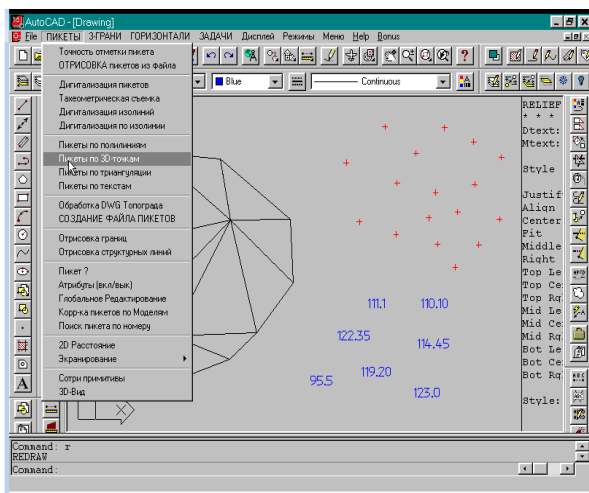 AutoCAD - [Drawing]
File ПИКЕТЫ 3-ГРАНИ ГОРИЗОНТАЛИ ЗАДАЧИ Дисплей Режимы Меню Help Bonus
Точность отметки пикета
ОТРИСОВКА пикетов из файла
Дигитализация пикетов
Тахеометрическая съемка
Дигитализация изолиний
Дигитализация по изолинии
Пикеты по полилиниям
Пикеты по 3D-точкам
Пикеты по триангуляции
Пикеты по текстам
Обработка DWG Топограда
СОЗДАНИЕ ФАЙЛА ПИКЕТОВ
Отрисовка границ
Отрисовка структурных линий
Пикет ?
Атрибуты (вкл/вык)
Глобальное Редактирование
Корр-ка пикетов по Моделям
Поиск пикета по номеру
2D Расстояние
Экранирование
Сотри примитивы
3D-Вид
Blue
Continuous
111.1 110.10
122.35
114.45
119.20
95.5
123.0
X
RELIEF
* * *
Dtext:
Mtext:
Style
Justif
Align
Center
Fit
Middle
Right
Top Le
Top Ce
Top Rg
Mid Le
Mid Ce
Mid Rg
Bot Le
Bot Ce
Bot Rg
Style:
A
Command: r
REDRAW
Command: